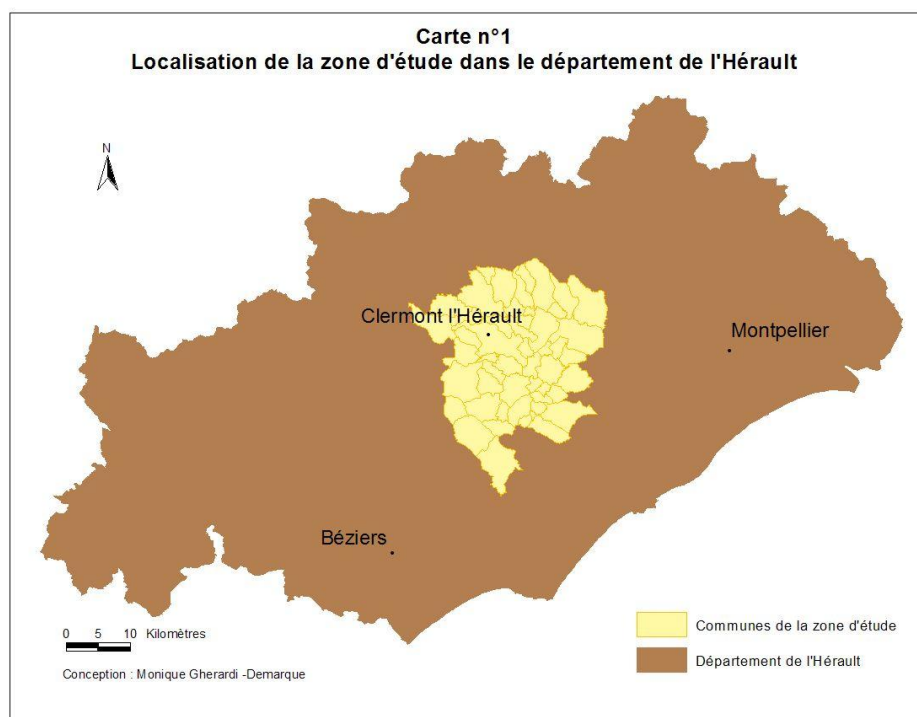 Carte n°1
Localisation de la zone d'étude dans le département de l'Hérault
N
Clermont l'Hérault
Montpellier
Béziers
0 5 10 Kilomètres
Conception : Monique Gherardi -Demarque
Communes de la zone d'étude
Département de l'Hérault